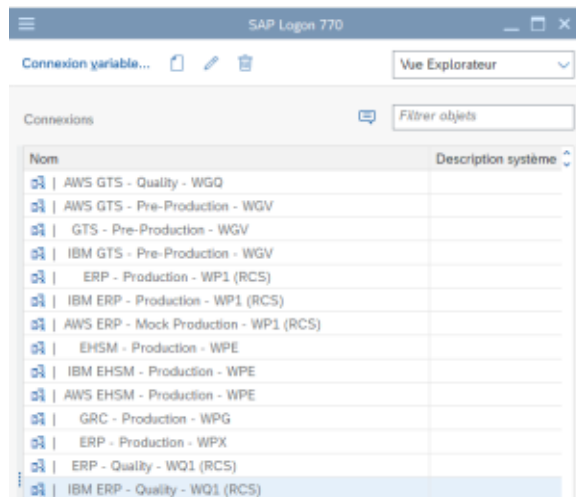 SAP Logon 770
Connexion variable...
Vue Explorateur
Connexions
Filtrer objets
Nom Description système
| AWS GTS - Quality - WGQ
| AWS GTS - Pre-Production - WGV
| GTS - Pre-Production - WGV
| IBM GTS - Pre-Production - WGV
| ERP - Production - WP1 (RCS)
| IBM ERP - Production - WP1 (RCS)
| AWS ERP - Mock Production - WP1 (RCS)
| EHSM - Production - WPE
| IBM EHSM - Production - WPE
| AWS EHSM - Production - WPE
| GRC - Production - WPG
| ERP - Production - WPX
| ERP - Quality - WQ1 (RCS)
| IBM ERP - Quality - WQ1 (RCS)